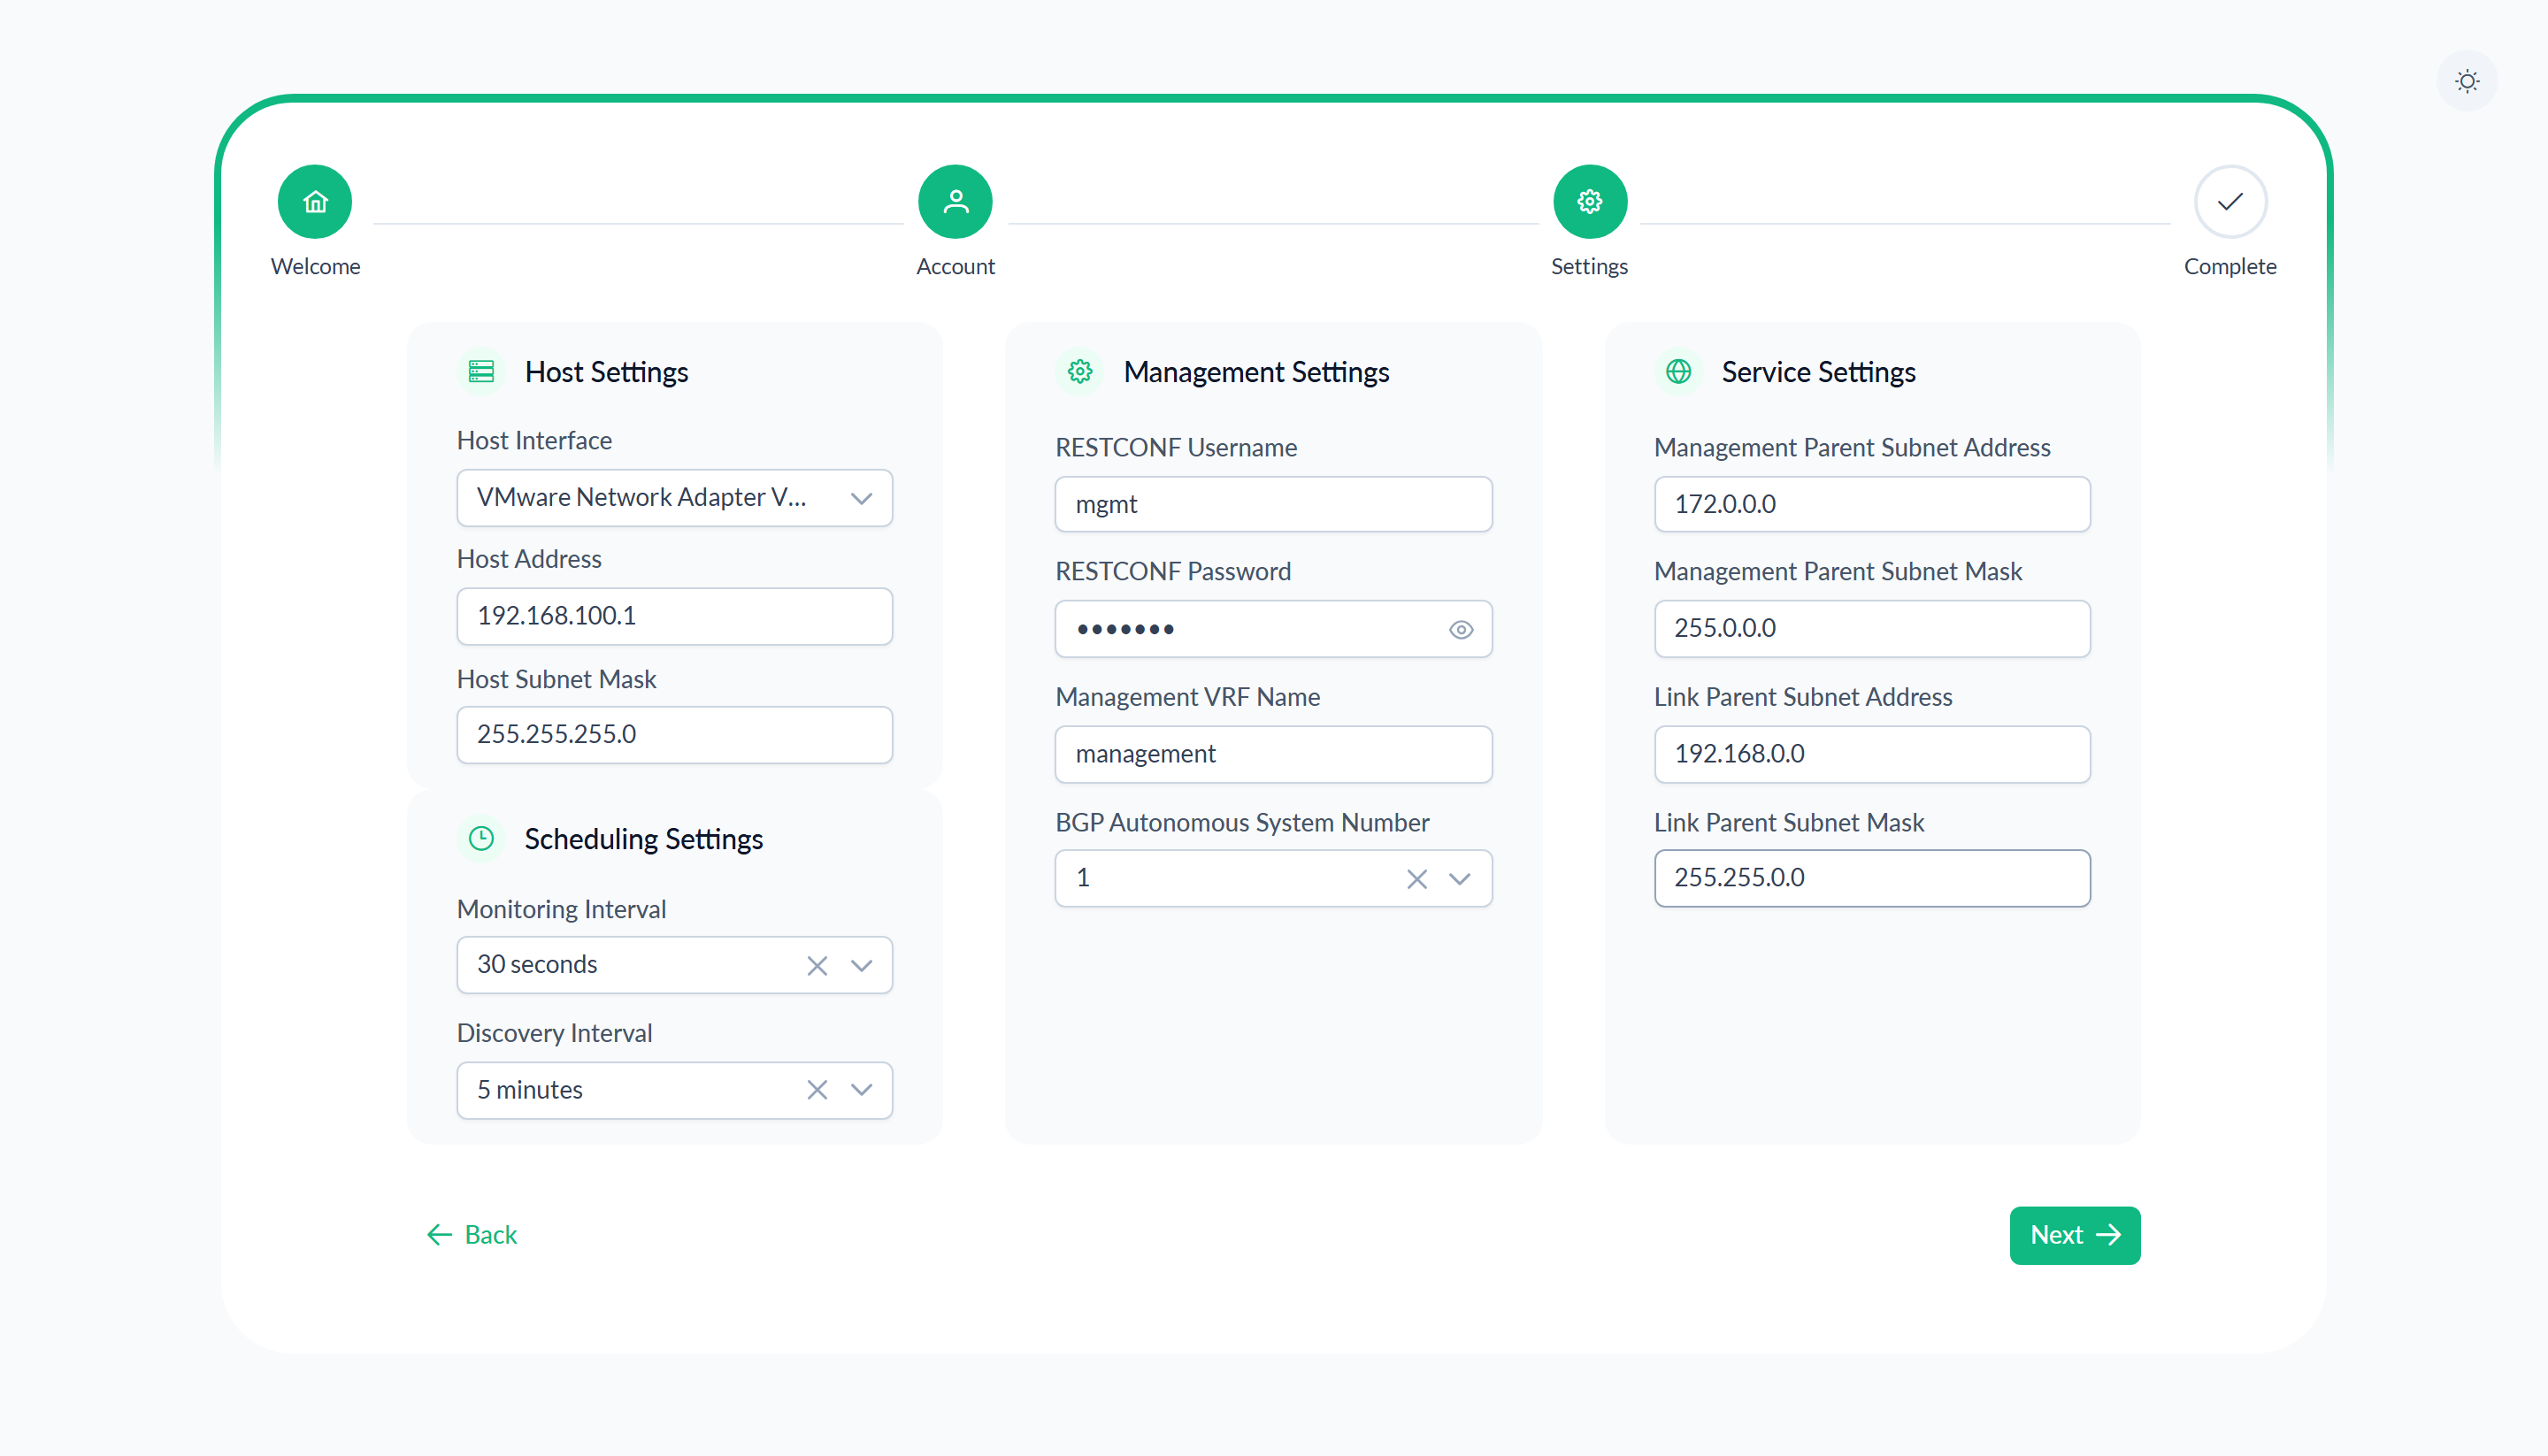 Welcome
Account
Settings
Complete
Host Settings
Host Interface
VMware Network Adapter V...
Host Address
192.168.100.1
Host Subnet Mask
255.255.255.0
Scheduling Settings
Monitoring Interval
30 seconds
Discovery Interval
5 minutes
Management Settings
RESTCONF Username
mgmt
RESTCONF Password
•••••••
Management VRF Name
management
BGP Autonomous System Number
1
Service Settings
Management Parent Subnet Address
172.0.0.0
Management Parent Subnet Mask
255.0.0.0
Link Parent Subnet Address
192.168.0.0
Link Parent Subnet Mask
255.255.0.0
Back
Next